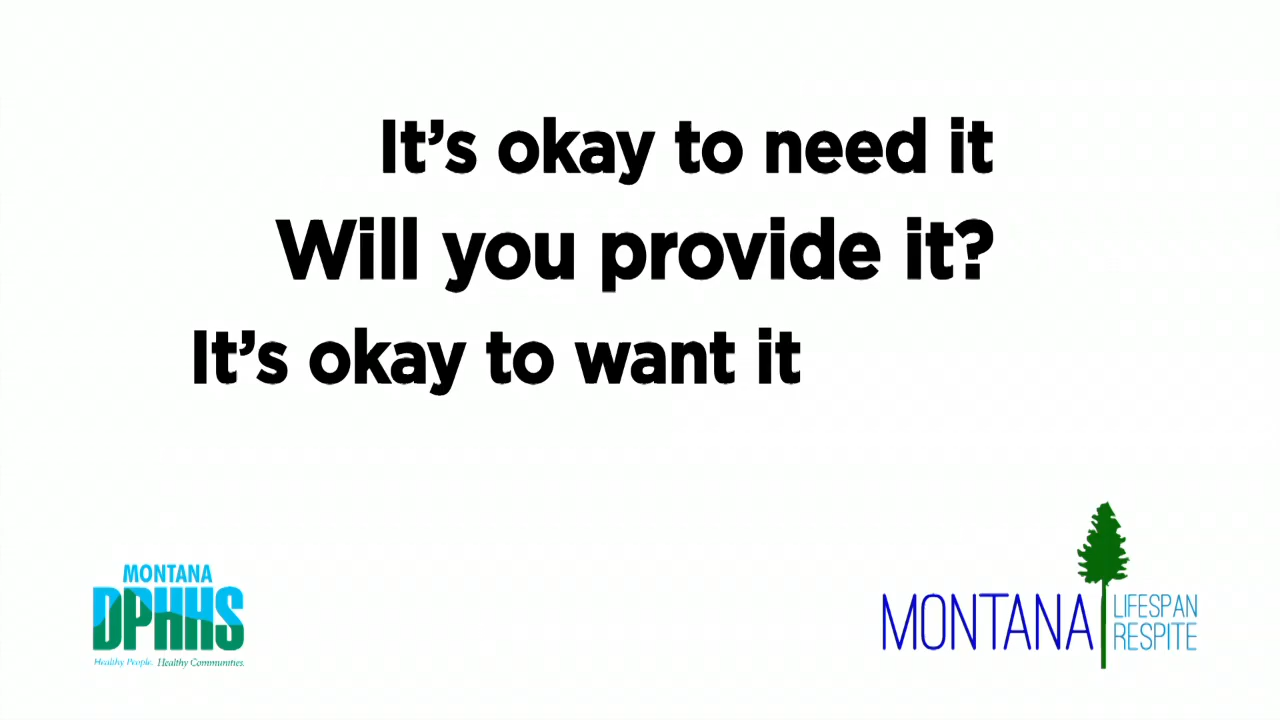 It's okay to need it
Will you provide it?
It's okay to want it
MONTANA
DPHHS
Healthy People. Healthy Communities.
MONTANA
LIFESPAN
RESPITE